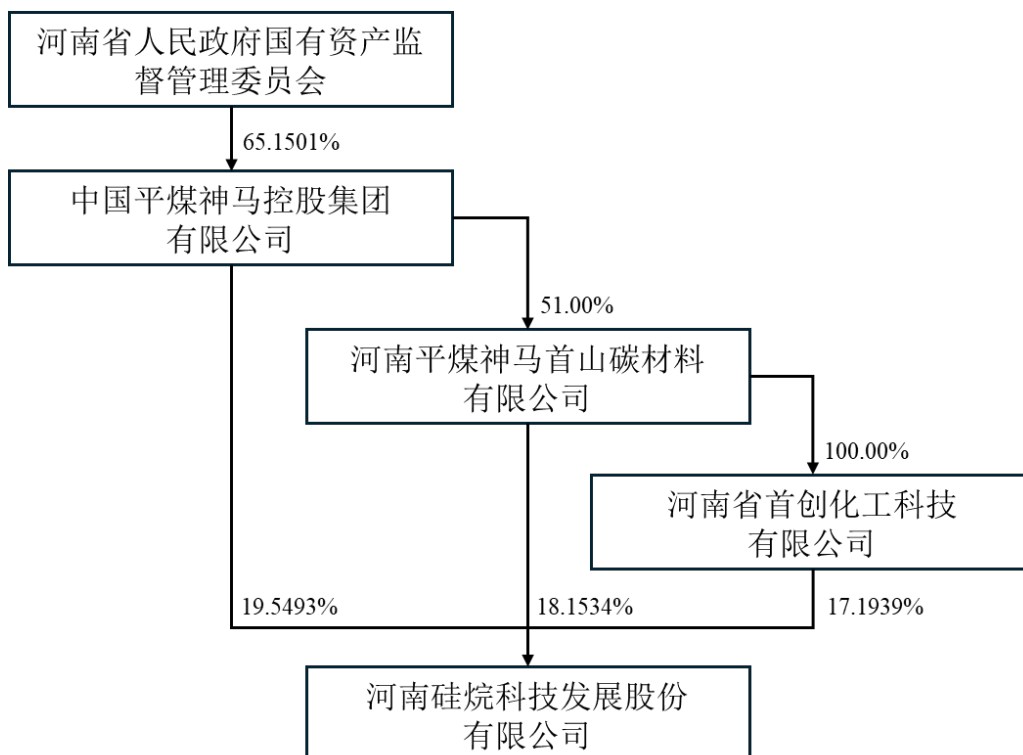 河南省人民政府国有资产监
督管理委员会
65.1501%
中国平煤神马控股集团
有限公司
51.00%
河南平煤神马首山碳材料
有限公司
100.00%
河南省首创化工科技
有限公司
19.5493%
18.1534%
17.1939%
河南硅烷科技发展股份
有限公司